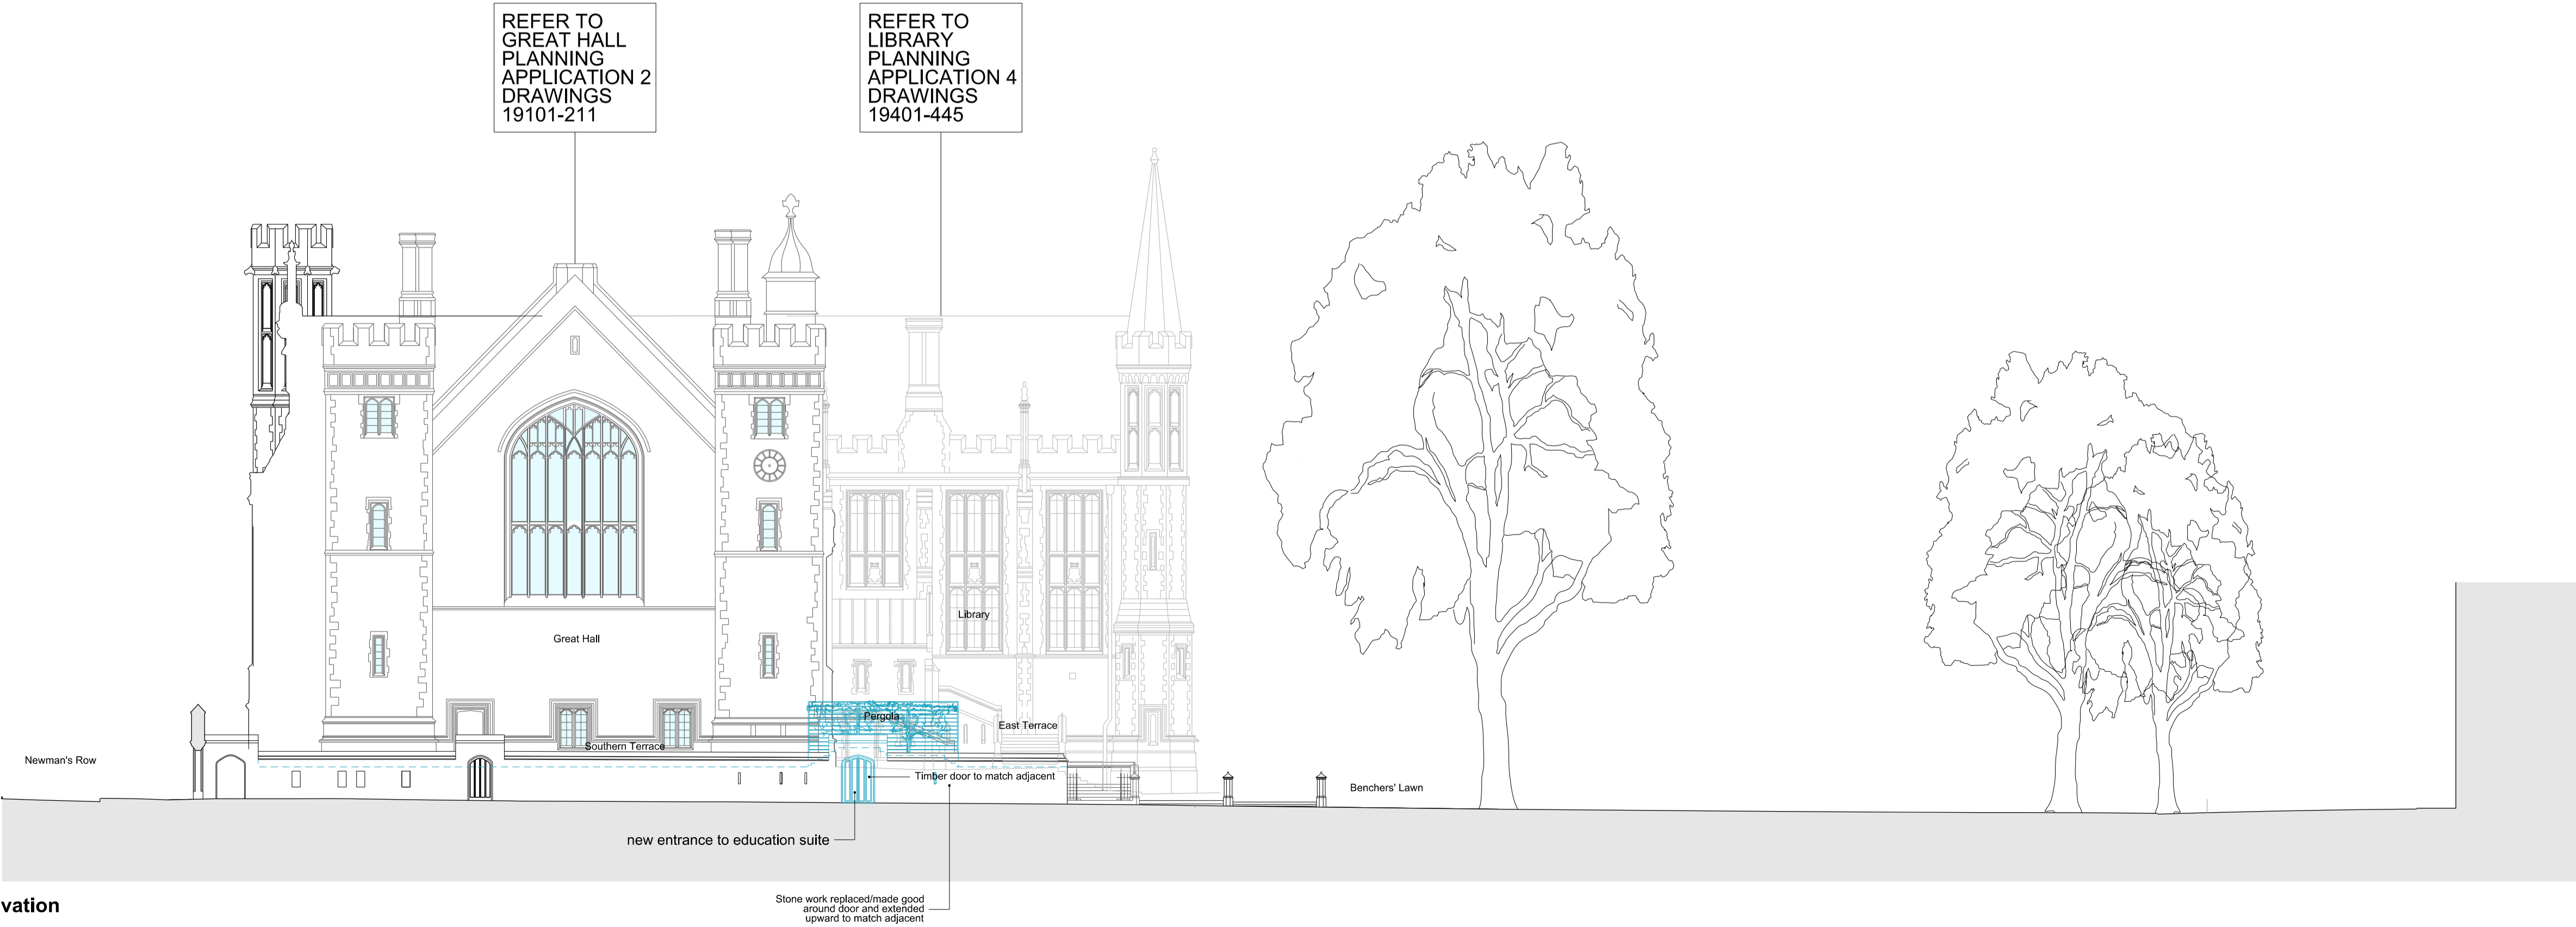 REFER TO
GREAT HALL
PLANNING
APPLICATION 2
DRAWINGS
19101-211
REFER TO
LIBRARY
PLANNING
APPLICATION 4
DRAWINGS
19401-445
Library
Great Hall
Pergola
East Terrace
Southern Terrace
Newman's Row
Timber door to match adjacent
Benchers' Lawn
new entrance to education suite
Stone work replaced/made good
around door and extended
upward to match adjacent
vation